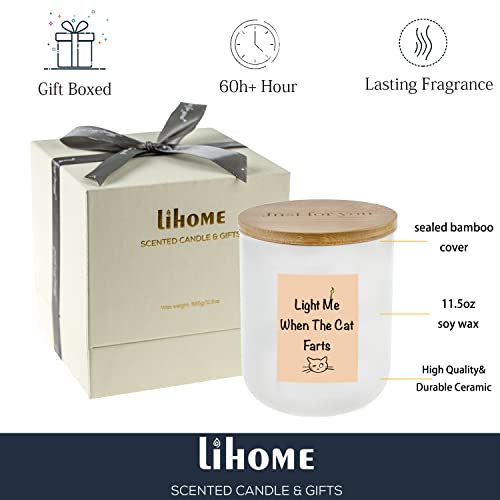 Gift Boxed
60h+ Hour
Lasting Fragrance
LIHOME
SCENTED CANDLE & GIFTS
Just for you
sealed bamboo
cover
Light Me
When The Cat
Farts
11.5oz
soy wax
High Quality&
Durable Ceramic
LIHOME
SCENTED CANDLE & GIFTS